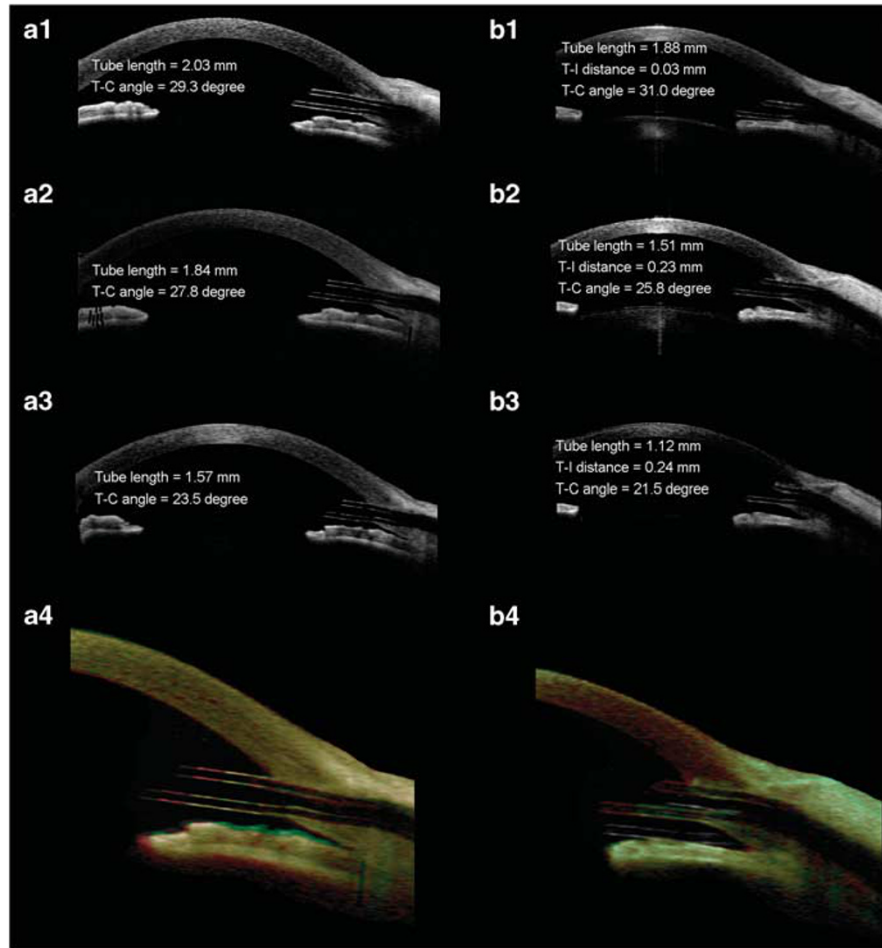 a1
Tube length = 2.03 mm
T-C angle = 29.3 degree
b1
Tube length = 1.88 mm
T-I distance = 0.03 mm
T-C angle = 31.0 degree
a2
Tube length = 1.84 mm
T-C angle = 27.8 degree
b2
Tube length = 1.51 mm
T-I distance = 0.23 mm
T-C angle = 25.8 degree
a3
Tube length = 1.57 mm
T-C angle = 23.5 degree
b3
Tube length = 1.12 mm
T-I distance = 0.24 mm
T-C angle = 21.5 degree
a4
b4